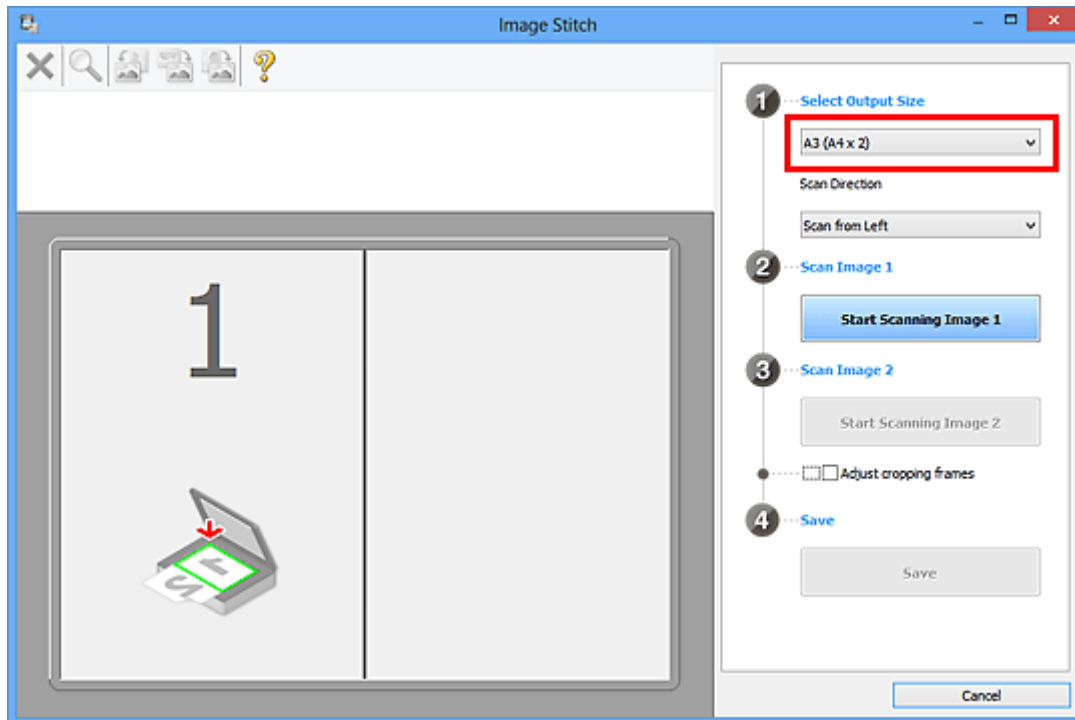 Image Stitch
1 Select Output Size
A3 (A4 x 2)
Scan Direction
Scan from Left
2 Scan Image 1
Start Scanning Image 1
3 Scan Image 2
Start Scanning Image 2
Adjust cropping frames
4 Save
Save
Cancel
1
1
2